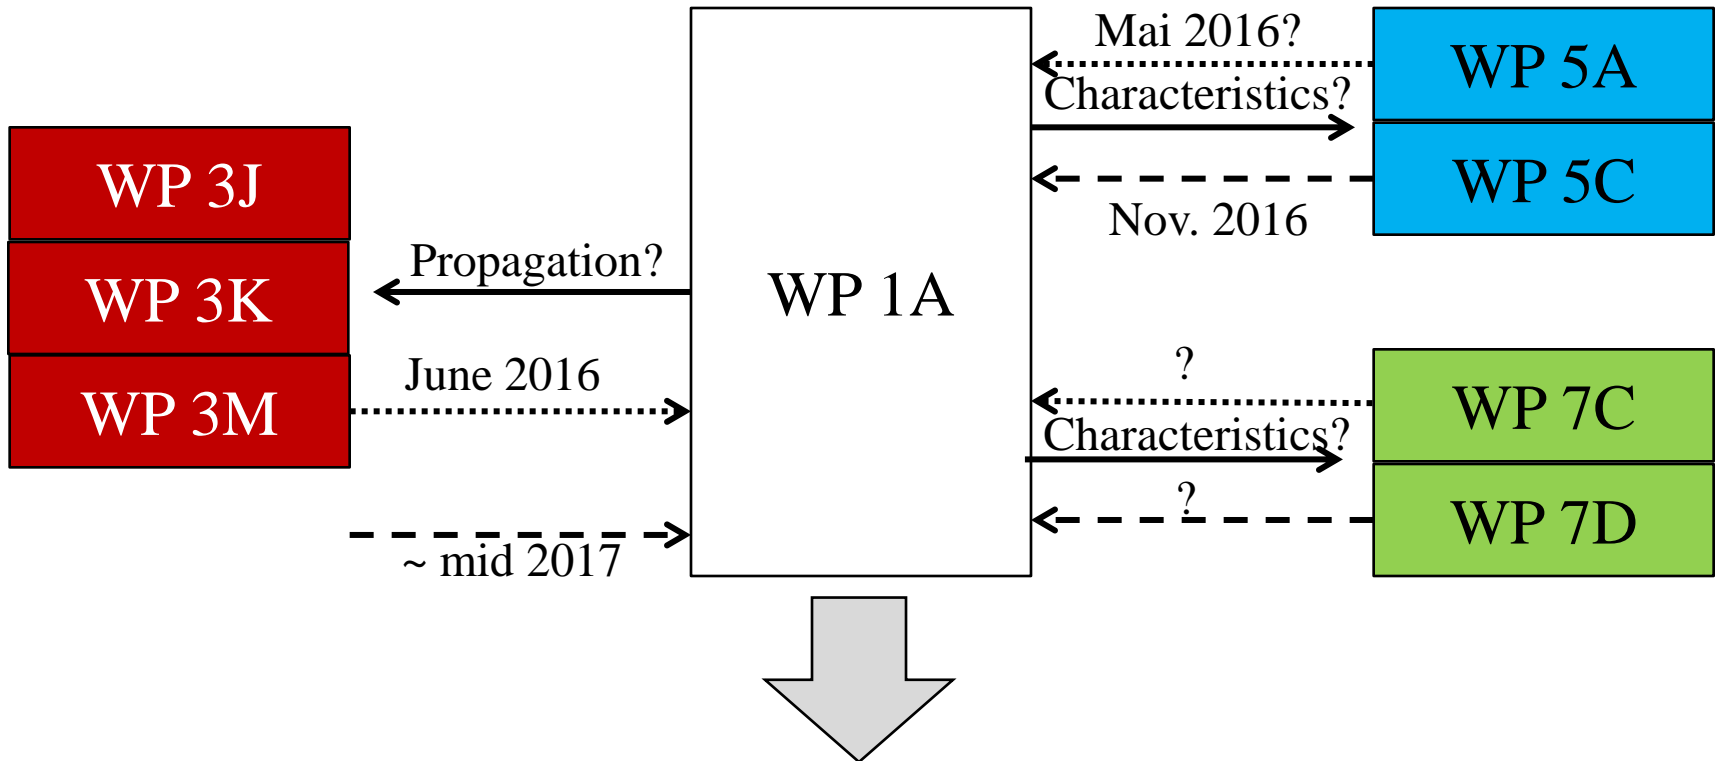 WP 3J
WP 3K
WP 3M
Propagation?
June 2016
~ mid 2017
WP 1A
Mai 2016?
Characteristics?
Nov. 2016
?
Characteristics?
?
WP 5A
WP 5C
WP 7C
WP 7D